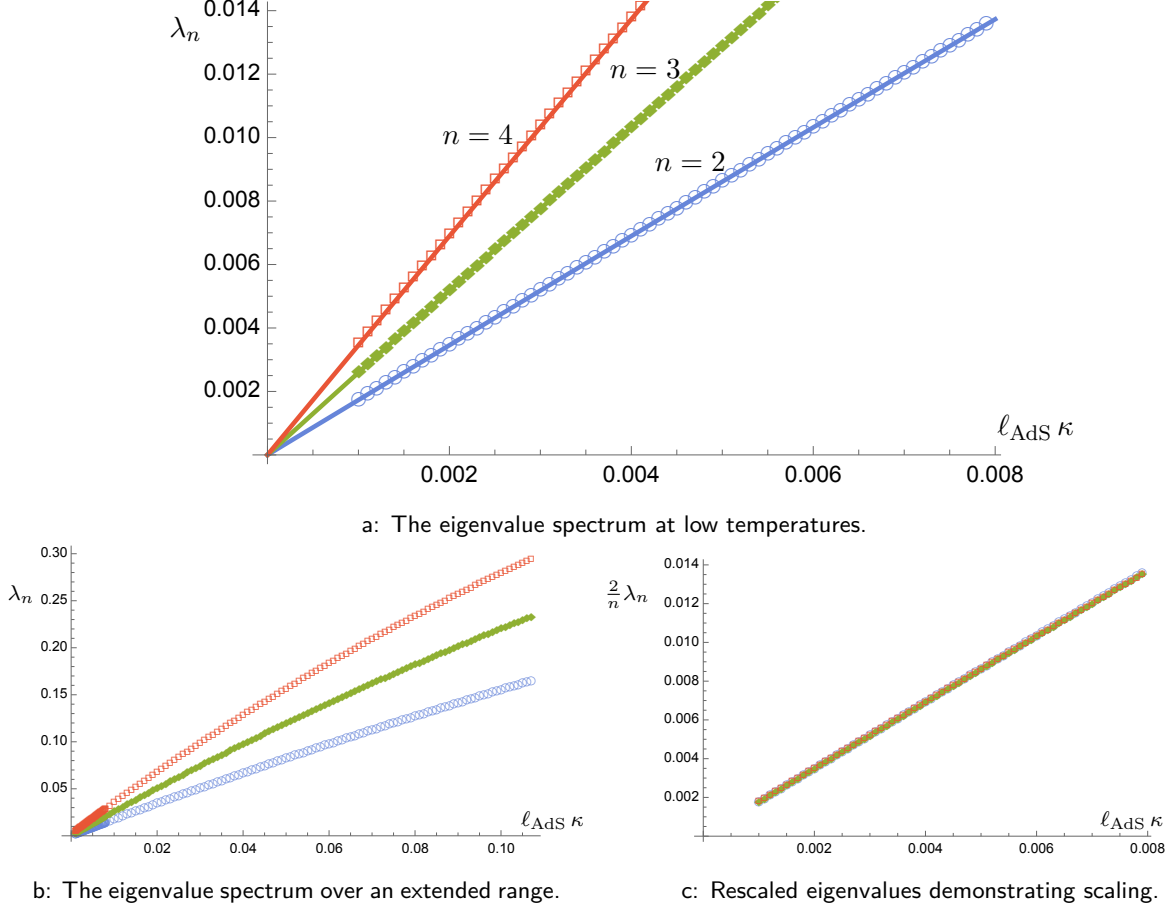 0.014
λₙ
0.012
n = 3
0.010
n = 4
n = 2
0.008
0.006
0.004
0.002
ℓ_AdS κ
0.002 0.004 0.006 0.008
a: The eigenvalue spectrum at low temperatures.
0.30
λₙ
0.25
0.20
0.15
0.10
0.05
ℓ_AdS κ
0.02 0.04 0.06 0.08 0.10
b: The eigenvalue spectrum over an extended range.
0.014
2/n λₙ
0.012
0.010
0.008
0.006
0.004
0.002
ℓ_AdS κ
0.002 0.004 0.006 0.008
c: Rescaled eigenvalues demonstrating scaling.